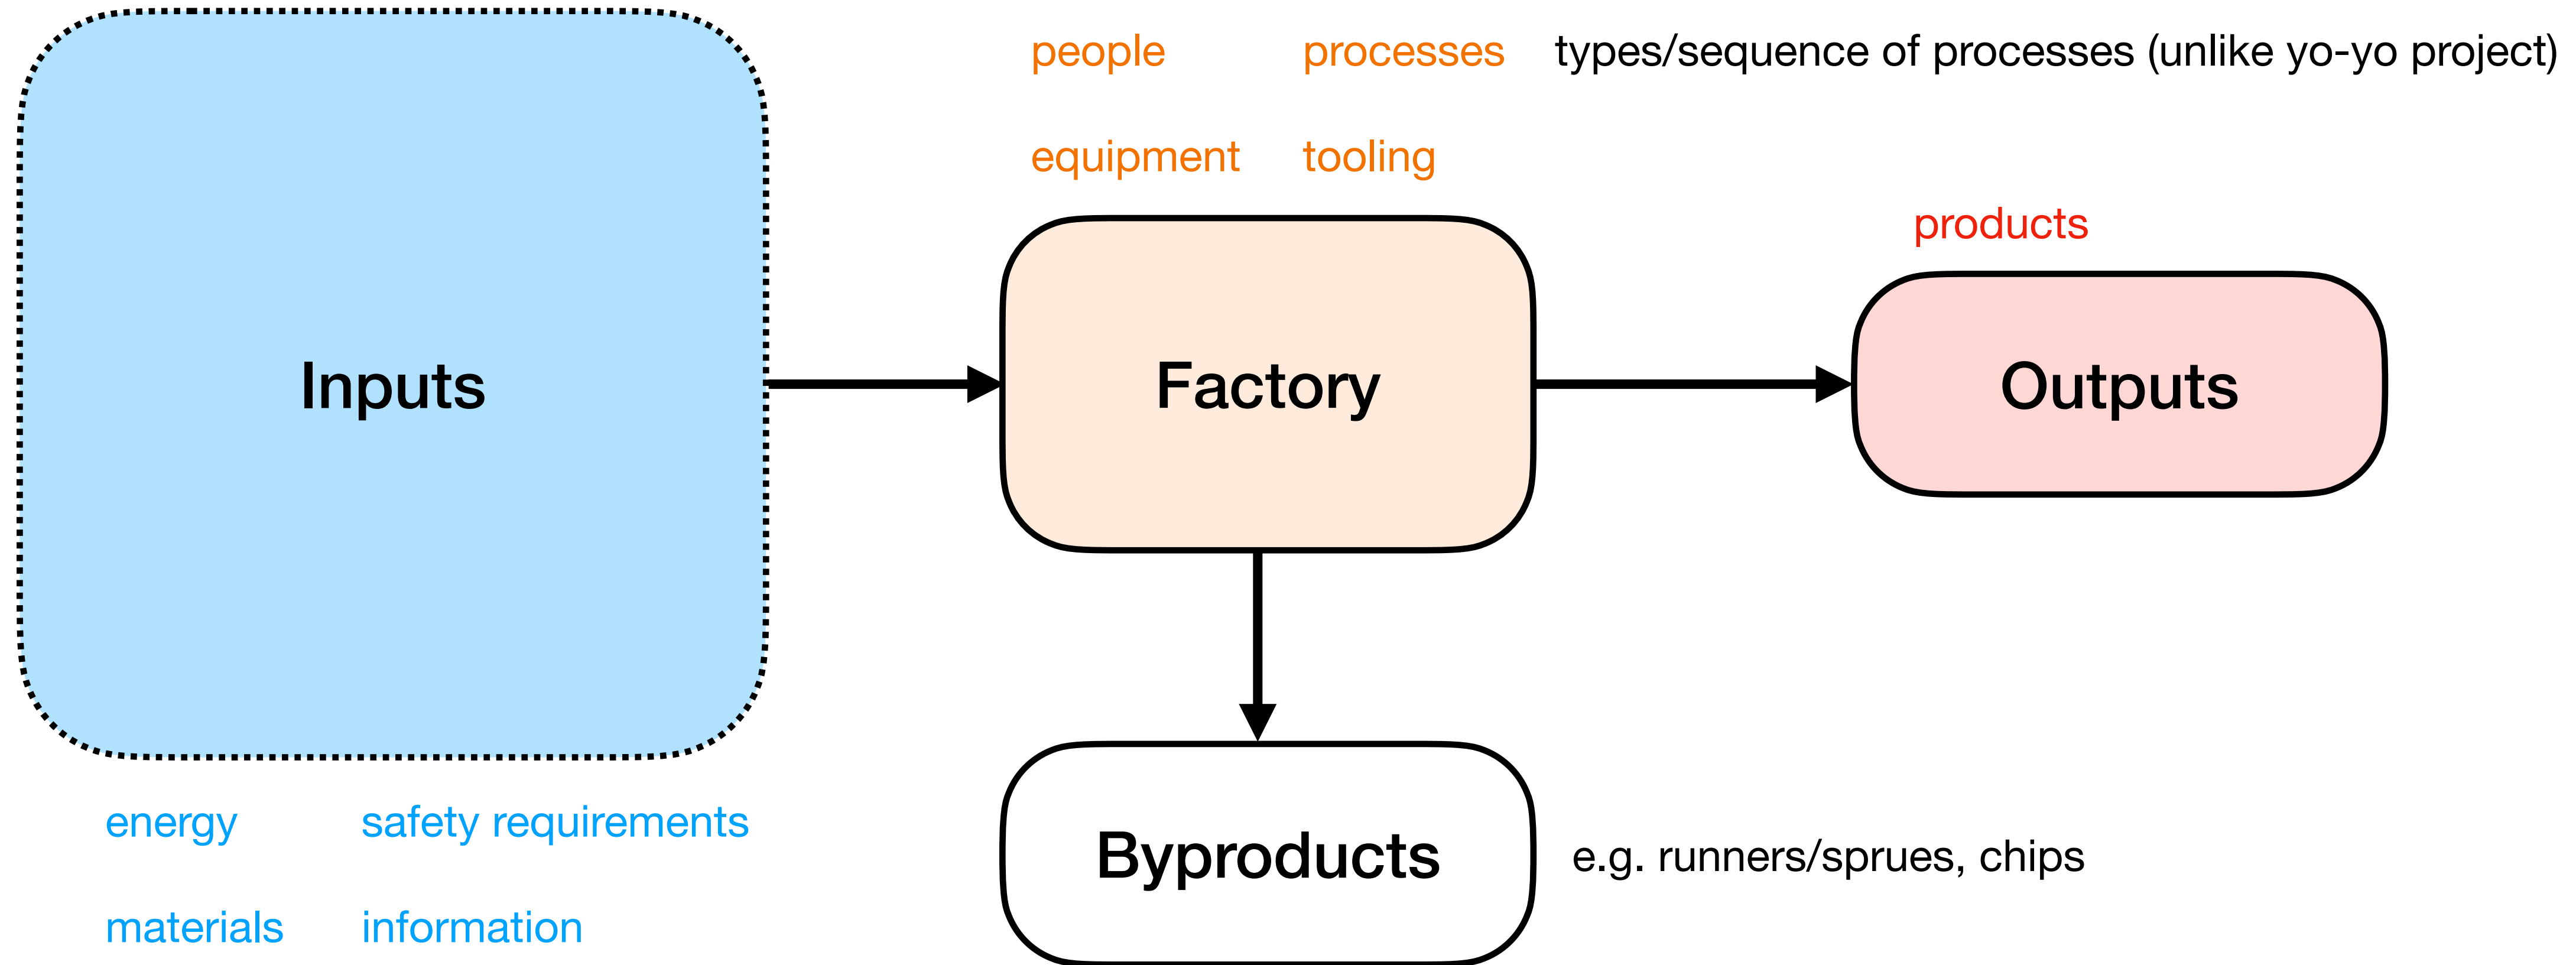 people processes types/sequence of processes (unlike yo-yo project)
equipment tooling
products
Inputs
Factory
Outputs
energy safety requirements
materials information
Byproducts
e.g. runners/sprues, chips